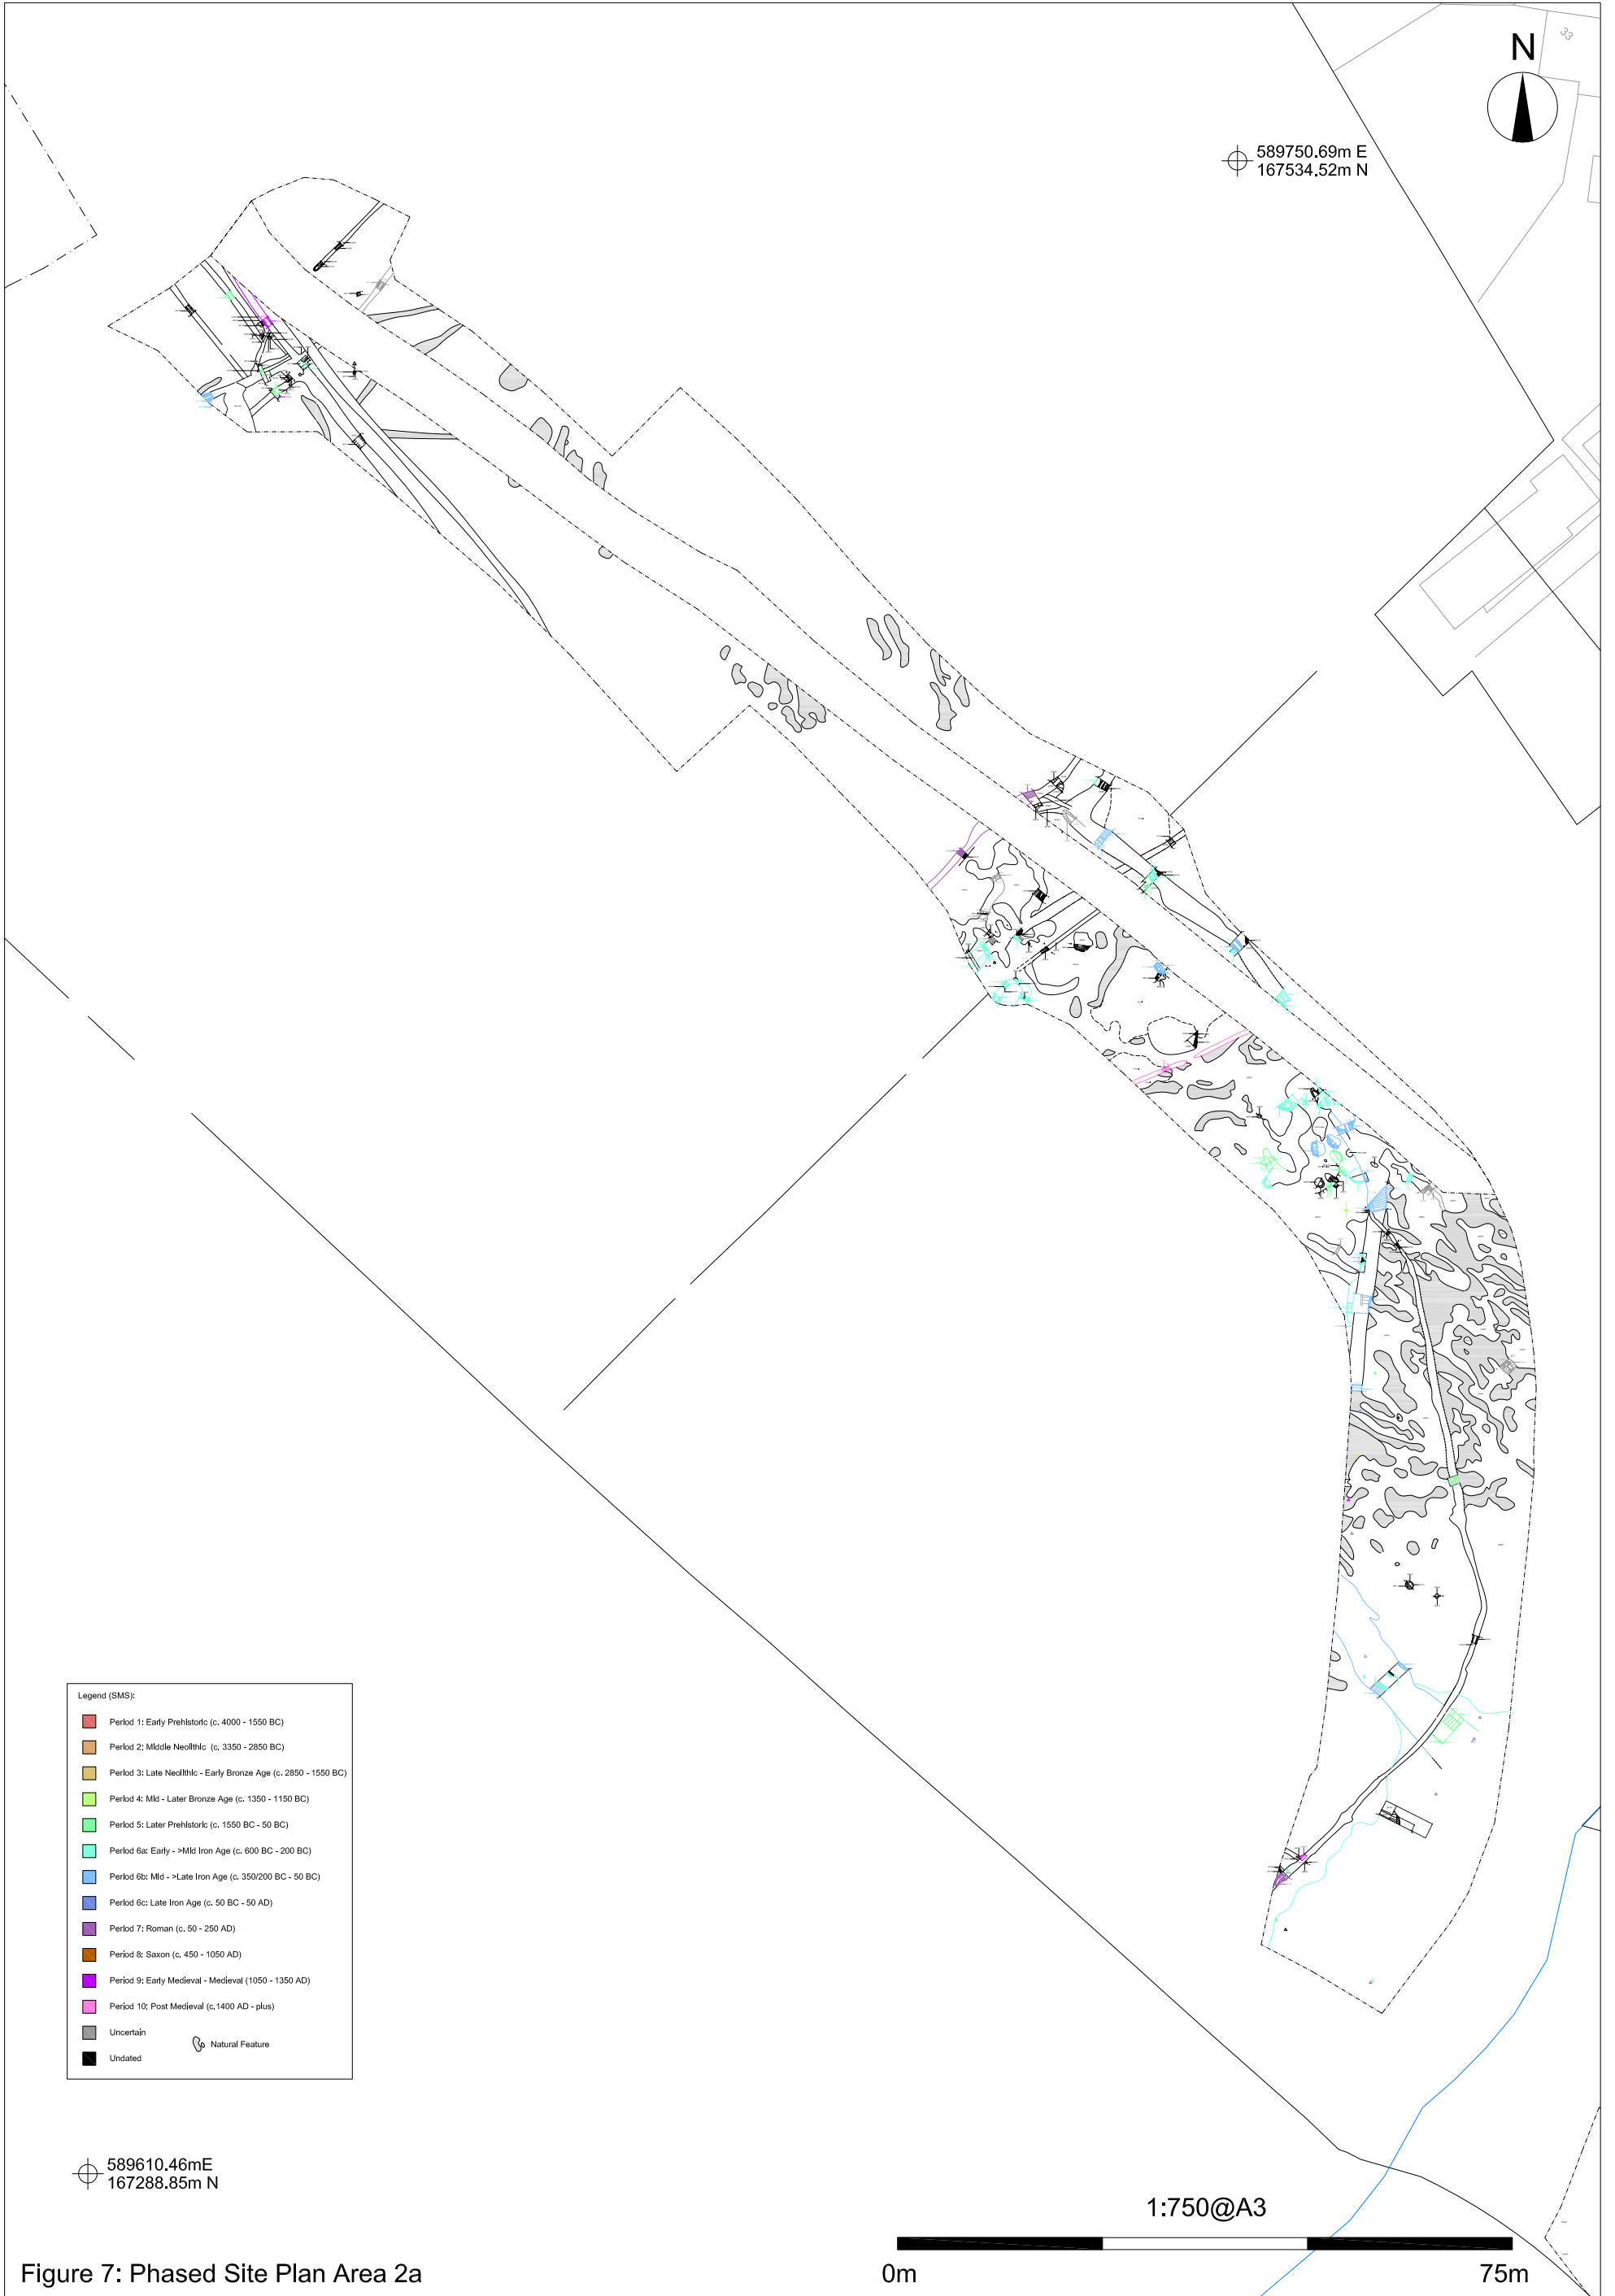 33
N
589750.69m E
167534.52m N
Legend (SMS):
Period 1: Early Prehistoric (c. 4000 - 1550 BC)
Period 2: Middle Neolithic (c. 3350 - 2850 BC)
Period 3: Late Neolithic - Early Bronze Age (c. 2850 - 1550 BC)
Period 4: Mid - Later Bronze Age (c. 1350 - 1150 BC)
Period 5: Later Prehistoric (c. 1550 BC - 50 BC)
Period 6a: Early - >Mid Iron Age (c. 600 BC - 200 BC)
Period 6b: Mid - >Late Iron Age (c. 350/200 BC - 50 BC)
Period 6c: Late Iron Age (c. 50 BC - 50 AD)
Period 7: Roman (c. 50 - 250 AD)
Period 8: Saxon (c. 450 - 1050 AD)
Period 9: Early Medieval - Medieval (1050 - 1350 AD)
Period 10: Post Medieval (c.1400 AD - plus)
Uncertain
Natural Feature
Undated
589610.46mE
167288.85m N
1:750@A3
0m
75m
Figure 7: Phased Site Plan Area 2a